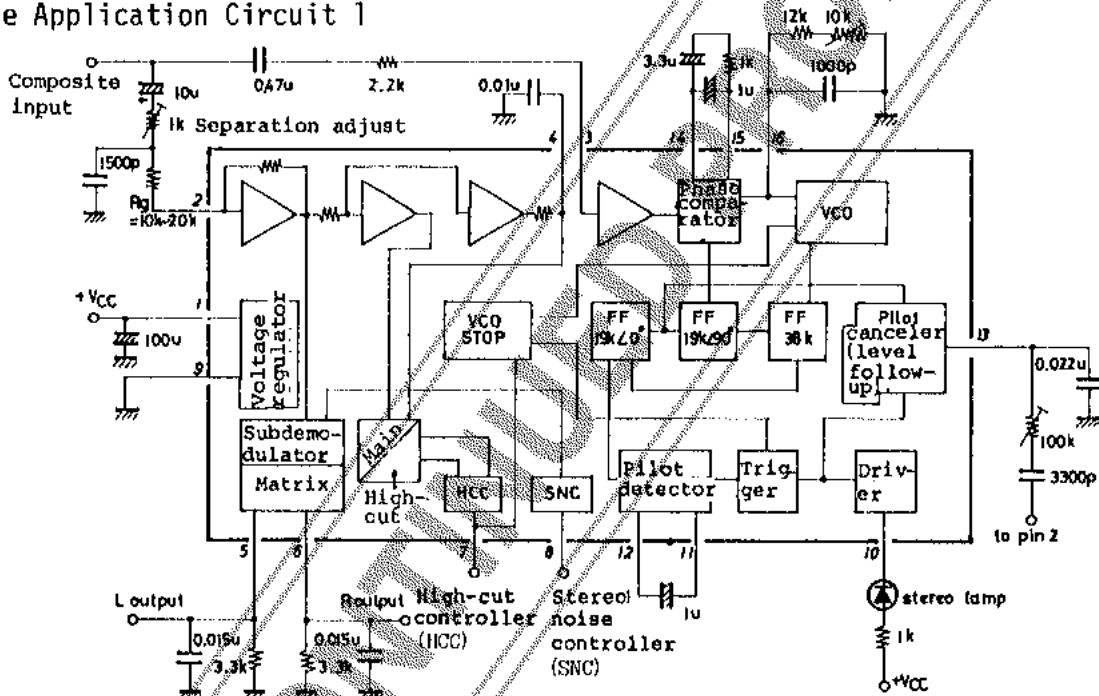 e Application Circuit 1
Composite
input
10u
0.47u
2.2k
0.01u
1k Separation adjust
1500p
Rg
=10k~20k
3.3u
1k
1u
12k 10k
1000p
4
3
14
15
16
2
Phase
compa-
rator
VCO
+VCC
1
100u
9
Voltage
regulator
VCO
STOP
FF
19k∠0°
FF
19k∠90°
FF
38k
Pilot
canceler
(level
follow-
up)
13
0.022u
100k
3300p
to pin 2
Subdemo-
dulator
Matrix
Main
High-
cut
HCC
SNC
Pilot
detector
Trig
ger
Driv-
er
5
6
7
8
12
11
10
L output
0.015u
3.3k
R output
0.015u
3.3k
High-cut
controller
(HCC)
Stereo
noise
controller
(SNC)
1u
stereo lamp
1k
+VCC